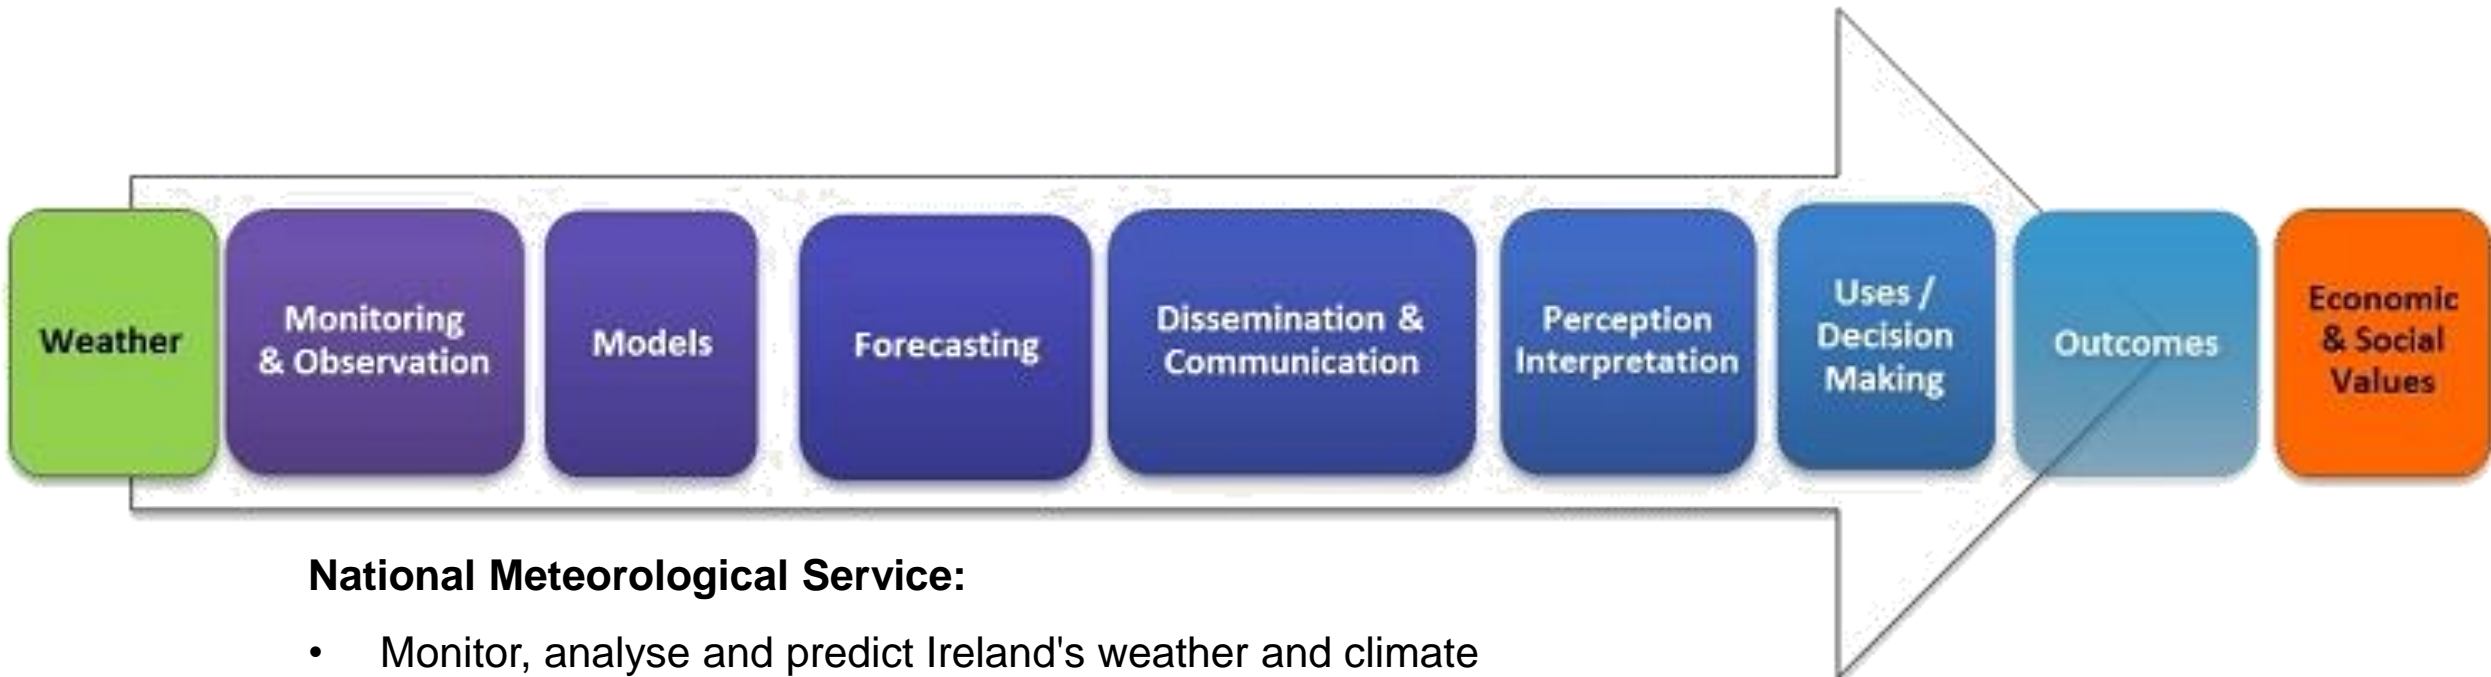 Weather
Monitoring
& Observation
Models
Forecasting
Dissemination &
Communication
Perception
Interpretation
Uses /
Decision
Making
Outcomes
Economic
& Social
Values
National Meteorological Service:
• Monitor, analyse and predict Ireland's weather and climate